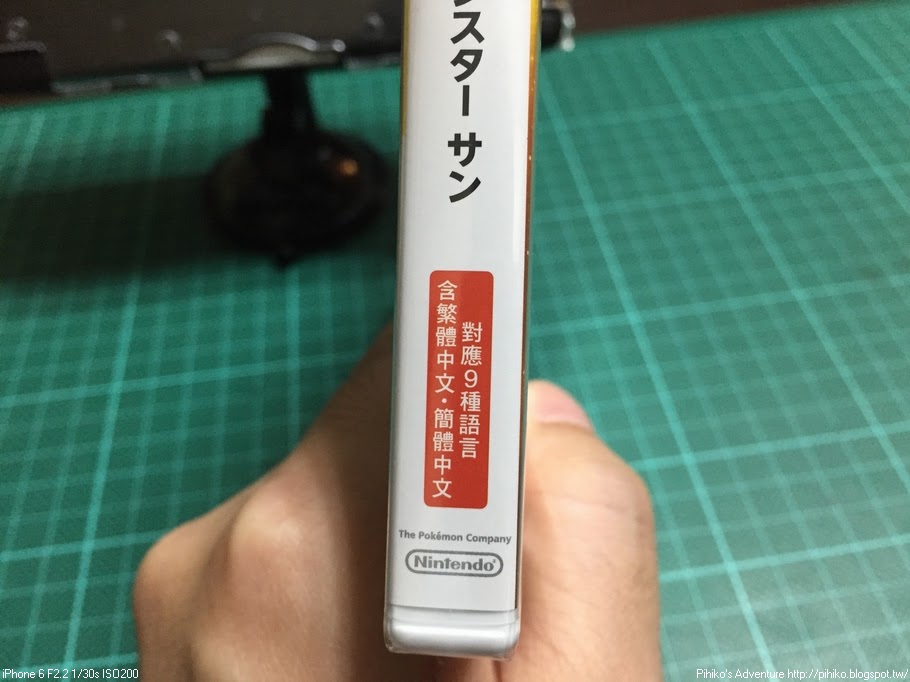 ンスター サン
對應9種語言
含繁體中文・簡體中文
The Pokémon Company
Nintendo®
iPhone 6 F2.2 1/30s ISO200
Pihiko's Adventure http://pihiko.blogspot.tw/